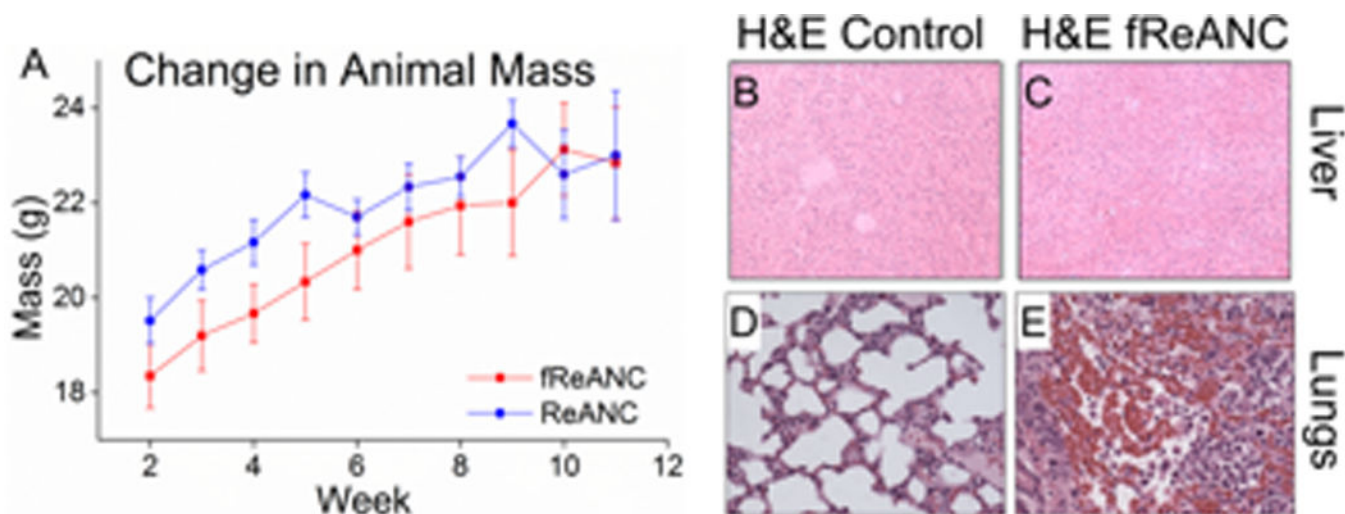 A Change in Animal Mass
24
22
20
18
Mass (g)
fReANC
ReANC
2 4 6 8 10 12
Week
H&E Control H&E fReANC
B C Liver
D E Lungs